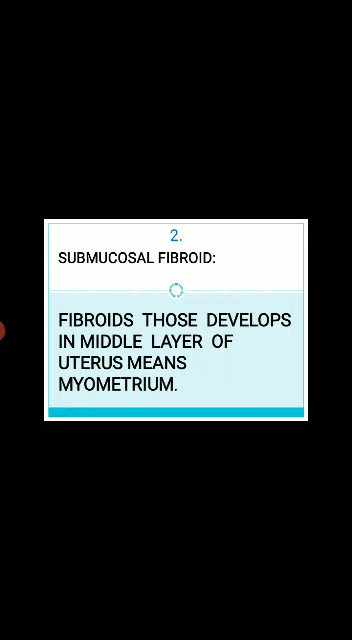 2.
SUBMUCOSAL FIBROID:
FIBROIDS THOSE DEVELOPS
IN MIDDLE LAYER OF
UTERUS MEANS
MYOMETRIUM.